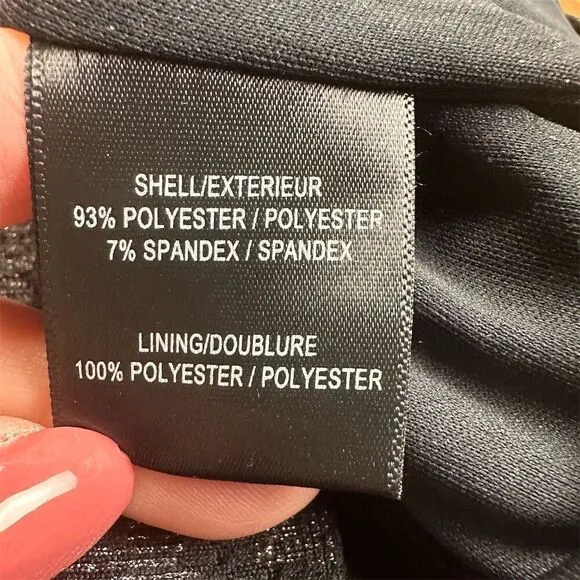 SHELL/EXTERIEUR
93% POLYESTER / POLYESTER
7% SPANDEX / SPANDEX
LINING/DOUBLURE
100% POLYESTER / POLYESTER